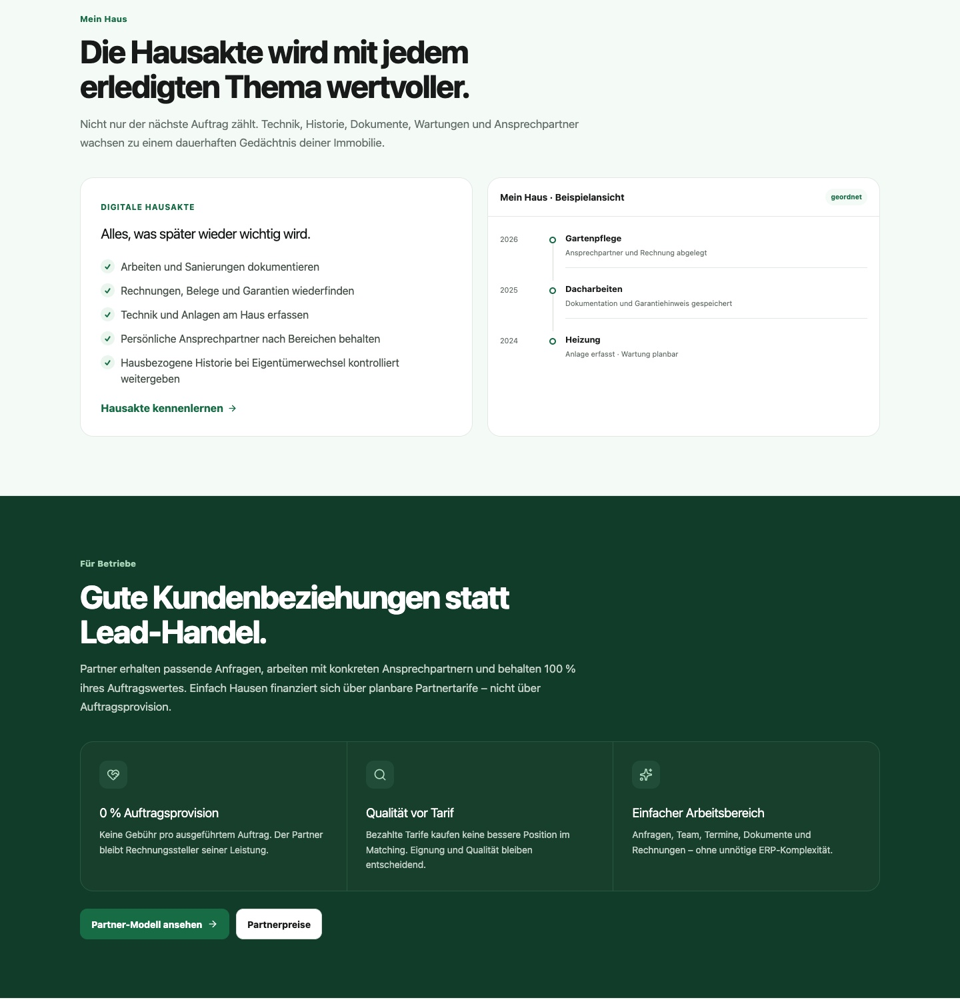 Mein Haus
Die Hausakte wird mit jedem
erledigten Thema wertvoller.
Nicht nur der nächste Auftrag zählt. Technik, Historie, Dokumente, Wartungen und Ansprechpartner
wachsen zu einem dauerhaften Gedächtnis deiner Immobilie.
DIGITALE HAUSAKTE
Alles, was später wieder wichtig wird.
Arbeiten und Sanierungen dokumentieren
Rechnungen, Belege und Garantien wiederfinden
Technik und Anlagen am Haus erfassen
Persönliche Ansprechpartner nach Bereichen behalten
Hausbezogene Historie bei Eigentümerwechsel kontrolliert
weitergeben
Hausakte kennenlernen →
Mein Haus · Beispielansicht
geordnet
2026
Gartenpflege
Ansprechpartner und Rechnung abgelegt
2025
Dacharbeiten
Dokumentation und Garantiehinweis gespeichert
2024
Heizung
Anlage erfasst · Wartung planbar
Für Betriebe
Gute Kundenbeziehungen statt
Lead-Handel.
Partner erhalten passende Anfragen, arbeiten mit konkreten Ansprechpartnern und behalten 100 %
ihres Auftragswertes. Einfach Hausen finanziert sich über planbare Partnertarife – nicht über
Auftragsprovision.
0 % Auftragsprovision
Keine Gebühr pro ausgeführtem Auftrag. Der Partner
bleibt Rechnungssteller seiner Leistung.
Qualität vor Tarif
Bezahlte Tarife kaufen keine bessere Position im
Matching. Eignung und Qualität bleiben
entscheidend.
Einfacher Arbeitsbereich
Anfragen, Team, Termine, Dokumente und
Rechnungen – ohne unnötige ERP-Komplexität.
Partner-Modell ansehen →
Partnerpreise